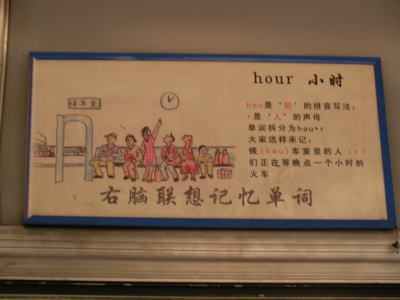 hour 小时
候车室
hou是‘ ’的拼音写法；
r是‘人’的声母
单词拆分为hou+r
大家这样来记：
候(hou)车室里的人(r)
们正在等晚点一个小时的
火车
右脑联想记忆单词